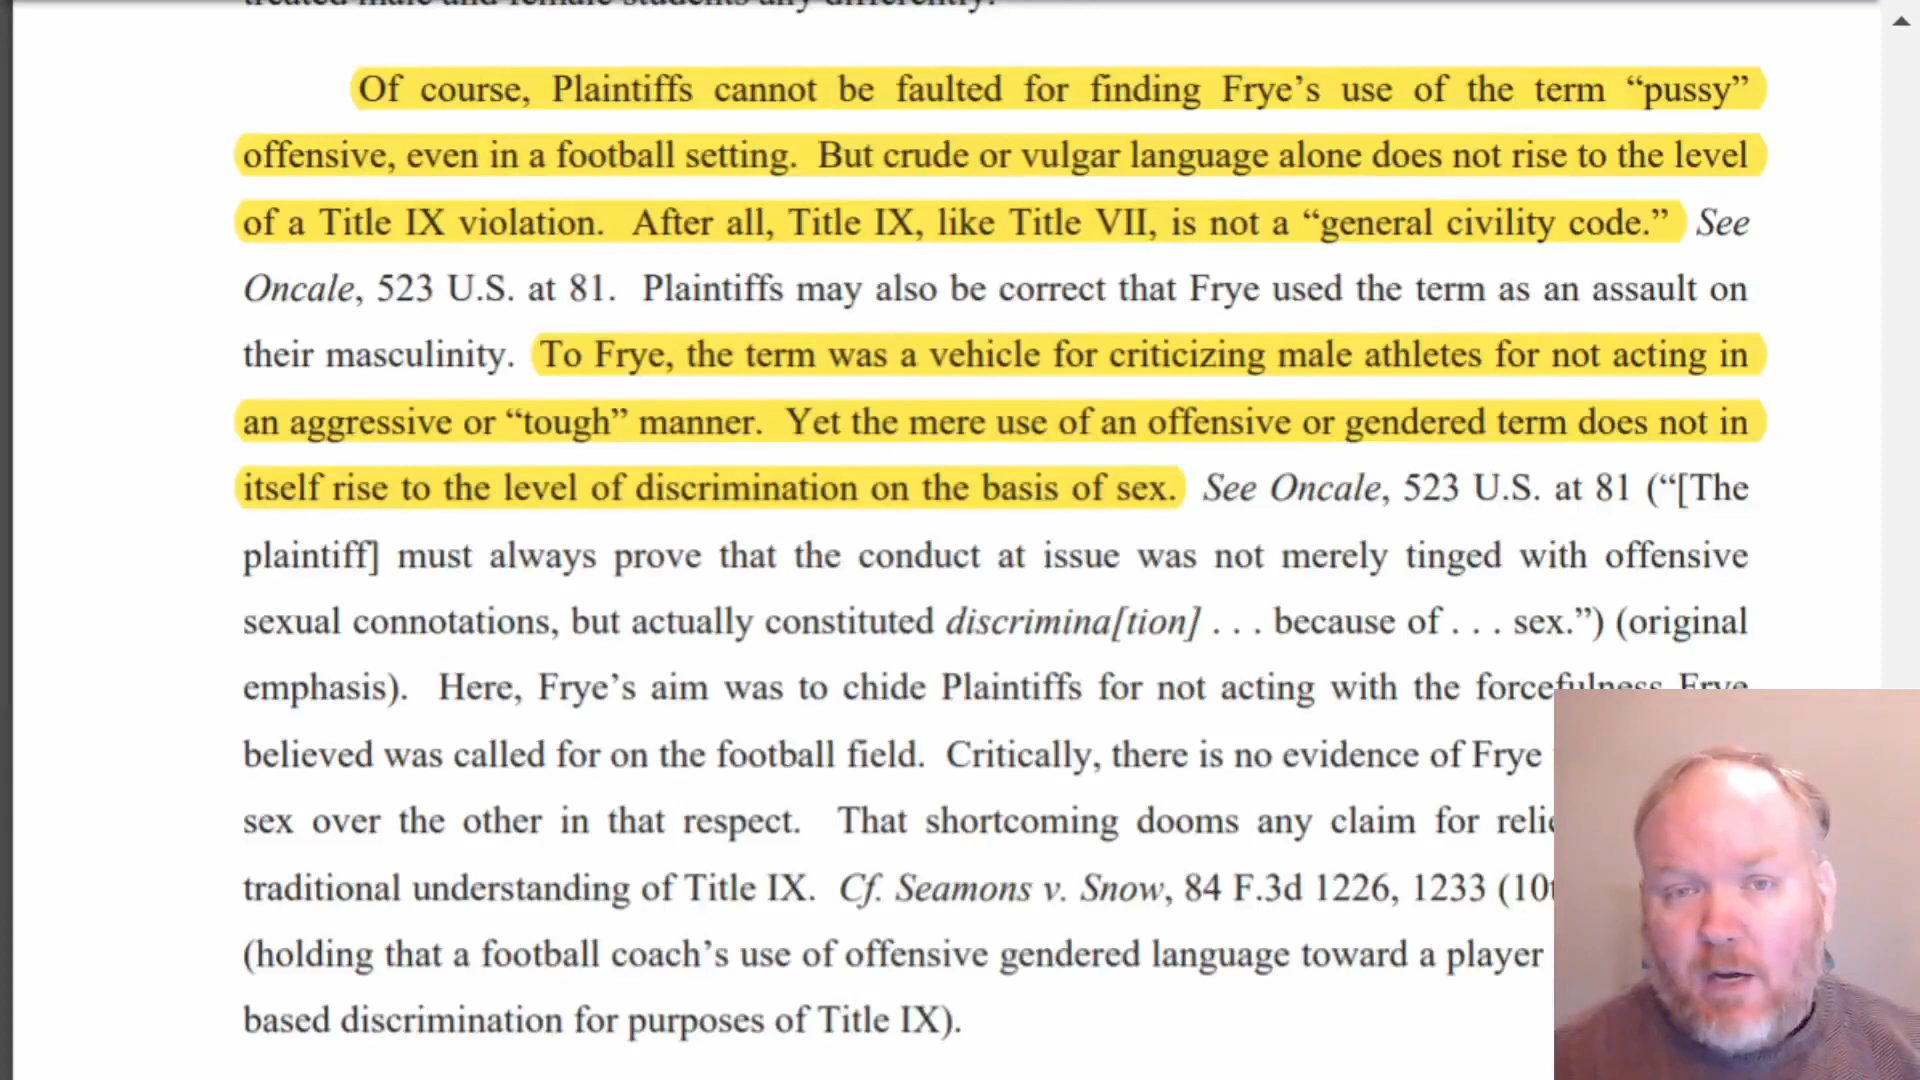 treated male and female students any differently.
Of course, Plaintiffs cannot be faulted for finding Frye’s use of the term “pussy”
offensive, even in a football setting. But crude or vulgar language alone does not rise to the level
of a Title IX violation. After all, Title IX, like Title VII, is not a “general civility code.” See
Oncale, 523 U.S. at 81. Plaintiffs may also be correct that Frye used the term as an assault on
their masculinity. To Frye, the term was a vehicle for criticizing male athletes for not acting in
an aggressive or “tough” manner. Yet the mere use of an offensive or gendered term does not in
itself rise to the level of discrimination on the basis of sex. See Oncale, 523 U.S. at 81 (“[The
plaintiff] must always prove that the conduct at issue was not merely tinged with offensive
sexual connotations, but actually constituted discrimina[tion] . . . because of . . . sex.”) (original
emphasis). Here, Frye’s aim was to chide Plaintiffs for not acting with the forcefulness Frye
believed was called for on the football field. Critically, there is no evidence of Frye
sex over the other in that respect. That shortcoming dooms any claim for
traditional understanding of Title IX. Cf. Seamons v. Snow, 84 F.3d 1226, 1233
(holding that a football coach’s use of offensive gendered language toward a player
based discrimination for purposes of Title IX).